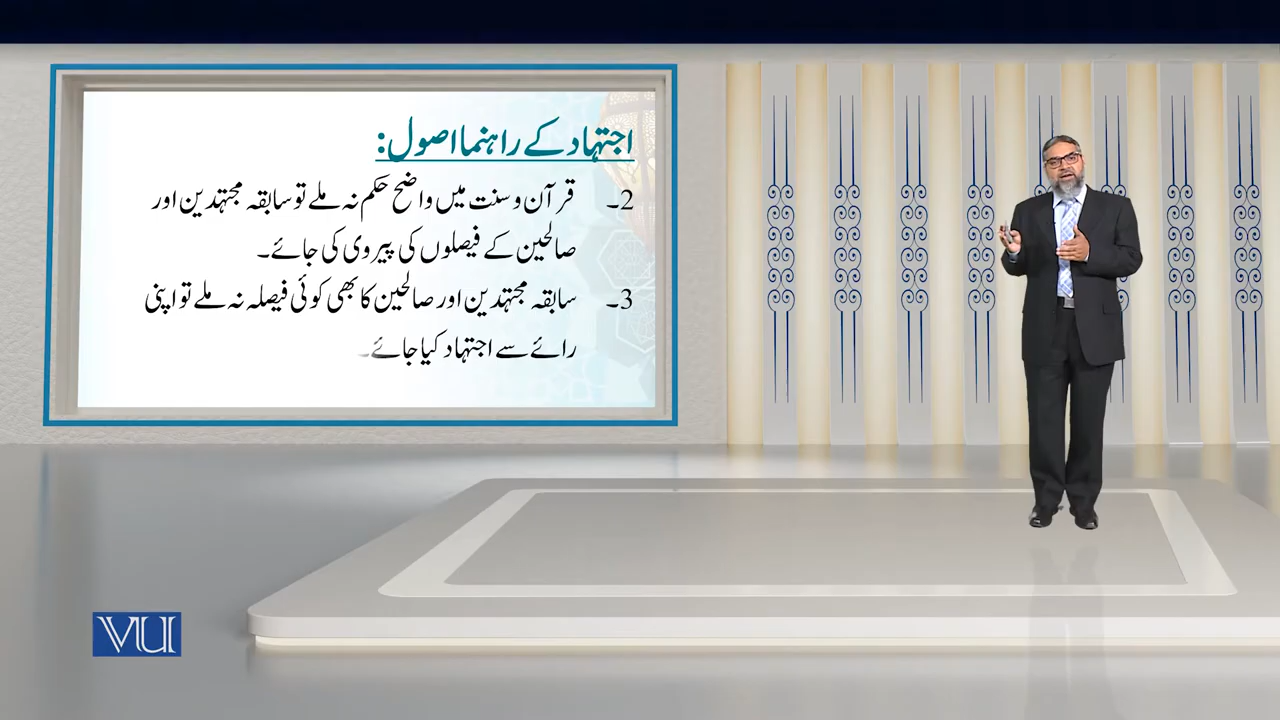 اجتہاد کے راہنما اصول:
2۔ قرآن و سنت میں واضح حکم نہ ملے تو سابقہ مجتہدین اور
صالحین کے فیصلوں کی پیروی کی جائے۔
3۔ سابقہ مجتہدین اور صالحین کا بھی کوئی فیصلہ نہ ملے تو اپنی
رائے سے اجتہاد کیا جائے۔
VU